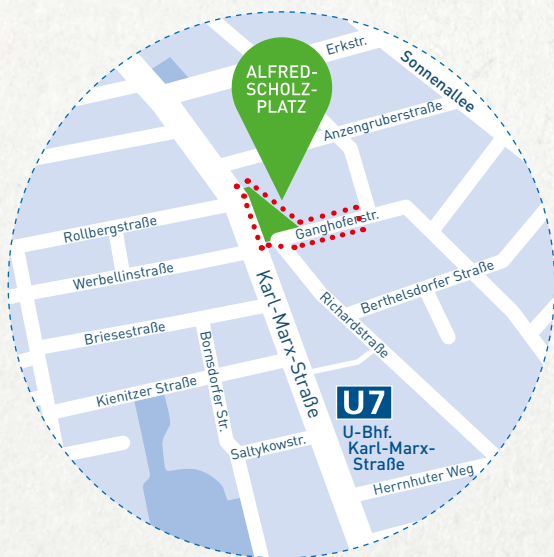 Erkstr.
Sonnenallee
ALFRED-
SCHOLZ-
PLATZ
Anzengruberstraße
Rollbergstraße
Ganghoferstr.
Werbellinstraße
Karl-Marx-Straße
Berthelsdorfer Straße
Richardstraße
Briesestraße
Bornsdorfer Str.
Kienitzer Straße
U7
U-Bhf.
Karl-Marx-
Straße
Saltykowstr.
Herrnhuter Weg